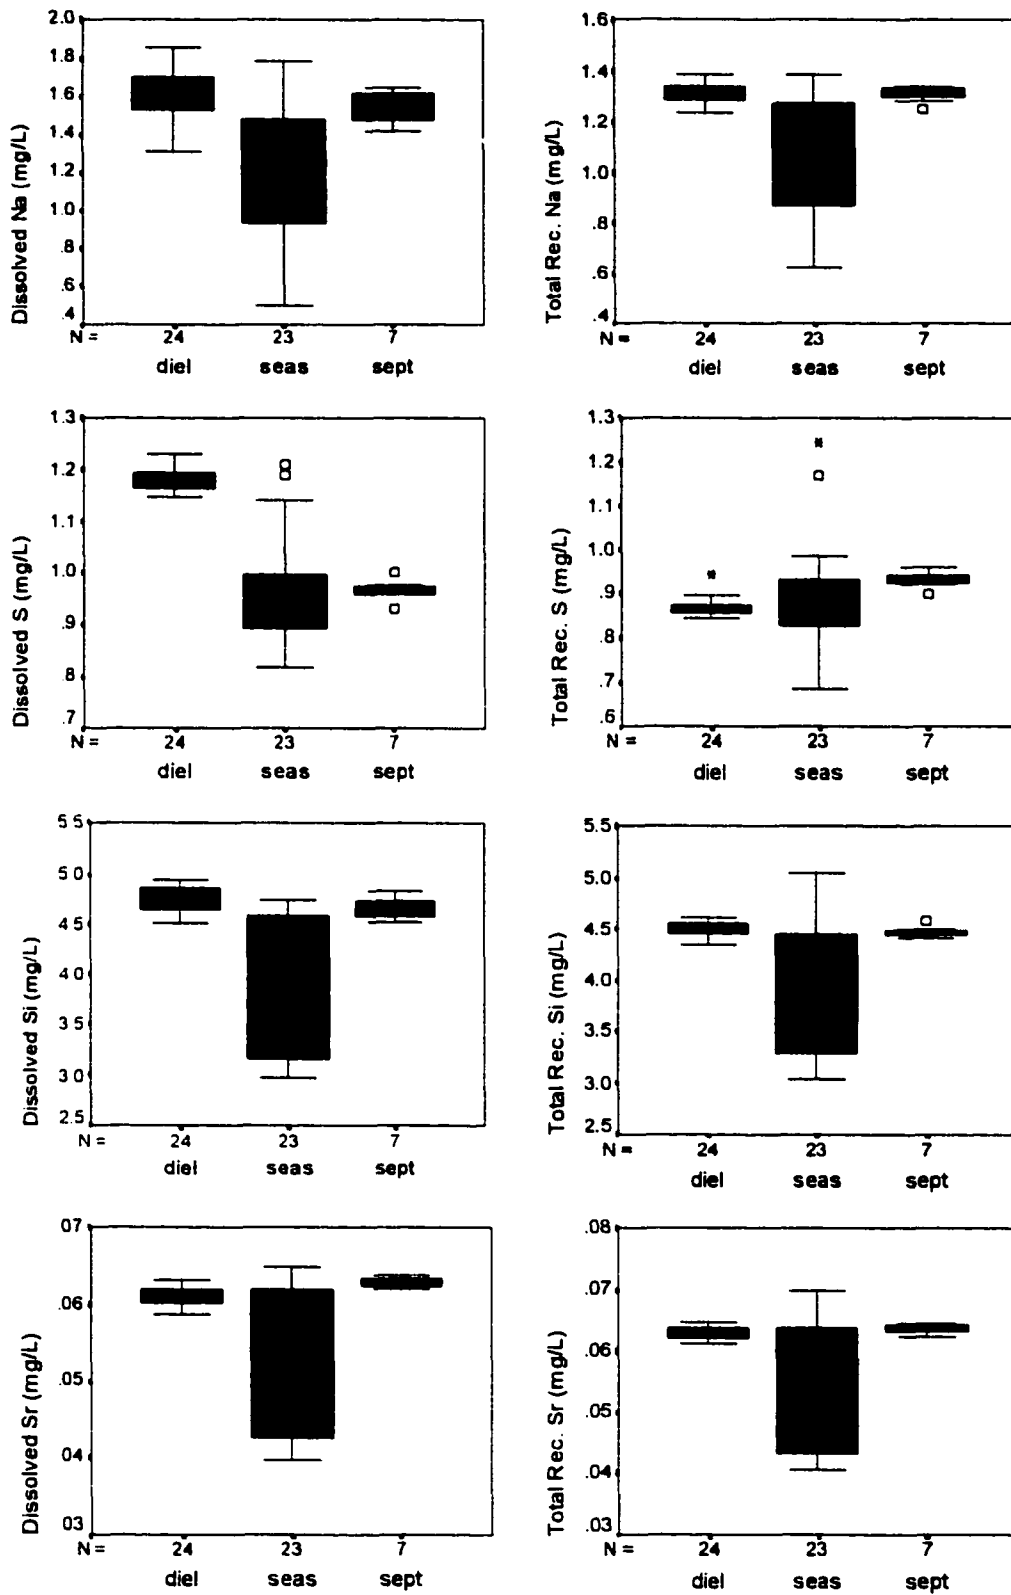 Dissolved Na (mg/L)
2.0
1.8
1.6
1.4
1.2
1.0
.8
.6
.4
N = 24 23 7
diel seas sept
Total Rec. Na (mg/L)
1.6
1.4
1.2
1.0
.8
.6
.4
N = 24 23 7
diel seas sept
Dissolved S (mg/L)
1.3
1.2
1.1
1.0
.9
.8
.7
N = 24 23 7
diel seas sept
Total Rec. S (mg/L)
1.3
1.2
1.1
1.0
.9
.8
.7
.6
N = 24 23 7
diel seas sept
Dissolved Si (mg/L)
5.5
5.0
4.5
4.0
3.5
3.0
2.5
N = 24 23 7
diel seas sept
Total Rec. Si (mg/L)
5.5
5.0
4.5
4.0
3.5
3.0
2.5
N = 24 23 7
diel seas sept
Dissolved Sr (mg/L)
.07
.06
.05
.04
.03
N = 24 23 7
diel seas sept
Total Rec. Sr (mg/L)
.08
.07
.06
.05
.04
.03
N = 24 23 7
diel seas sept